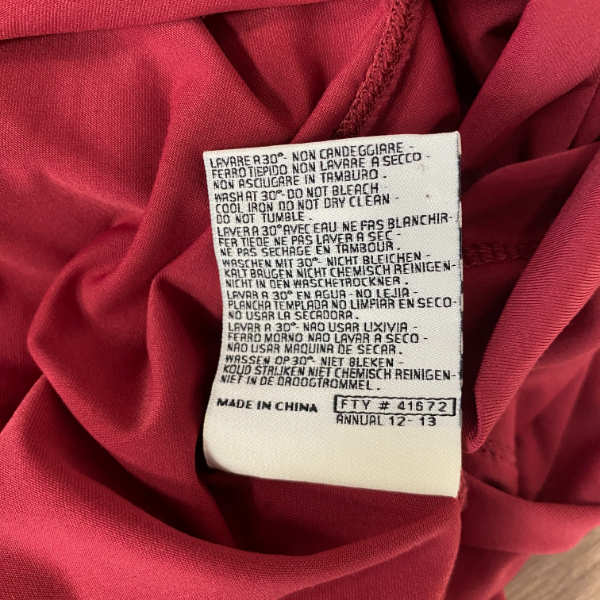 LAVARE A 30°- NON CANDEGGIARE -
FERRO TIEPIDO NON LAVARE A SECCO -
NON ASCIUGARE IN TAMBURO .
WASH AT 30°- DO NOT BLEACH -
COOL IRON DO NOT DRY CLEAN -
DO NOT TUMBLE .
LAVER A 30° AVEC EAU NE PAS BLANCHIR-
FER TIEDE NE PAS LAVER A SEC -
NE PAS SECHAGE EN TAMBOUR .
WASCHEN MIT 30°- NICHT BLEICHEN -
KALT BAUGEN NICHT CHEMISCH REINIGEN-
NICHT IN DEN WASCHETROCKNER .
LAVAR A 30° EN AGUA - NO LEJIA -
PLANCHA TEMPLADA NO LIMPAR EN SECO-
NO USAR LA SECADORA .
LAVAR A 30°- NAO USAR LIXIVIA -
FERRO MORNO NAO LAVAR A SECO -
NAO USAR MAQUINA DE SECAR .
WASSEN OP 30°- NIET BLEKEN -
KOUD STRIJKEN NIET CHEMISCH REINIGEN-
NIET IN DE DROOGTROMMEL .
MADE IN CHINA FTY # 41672
ANNUAL 12- 13